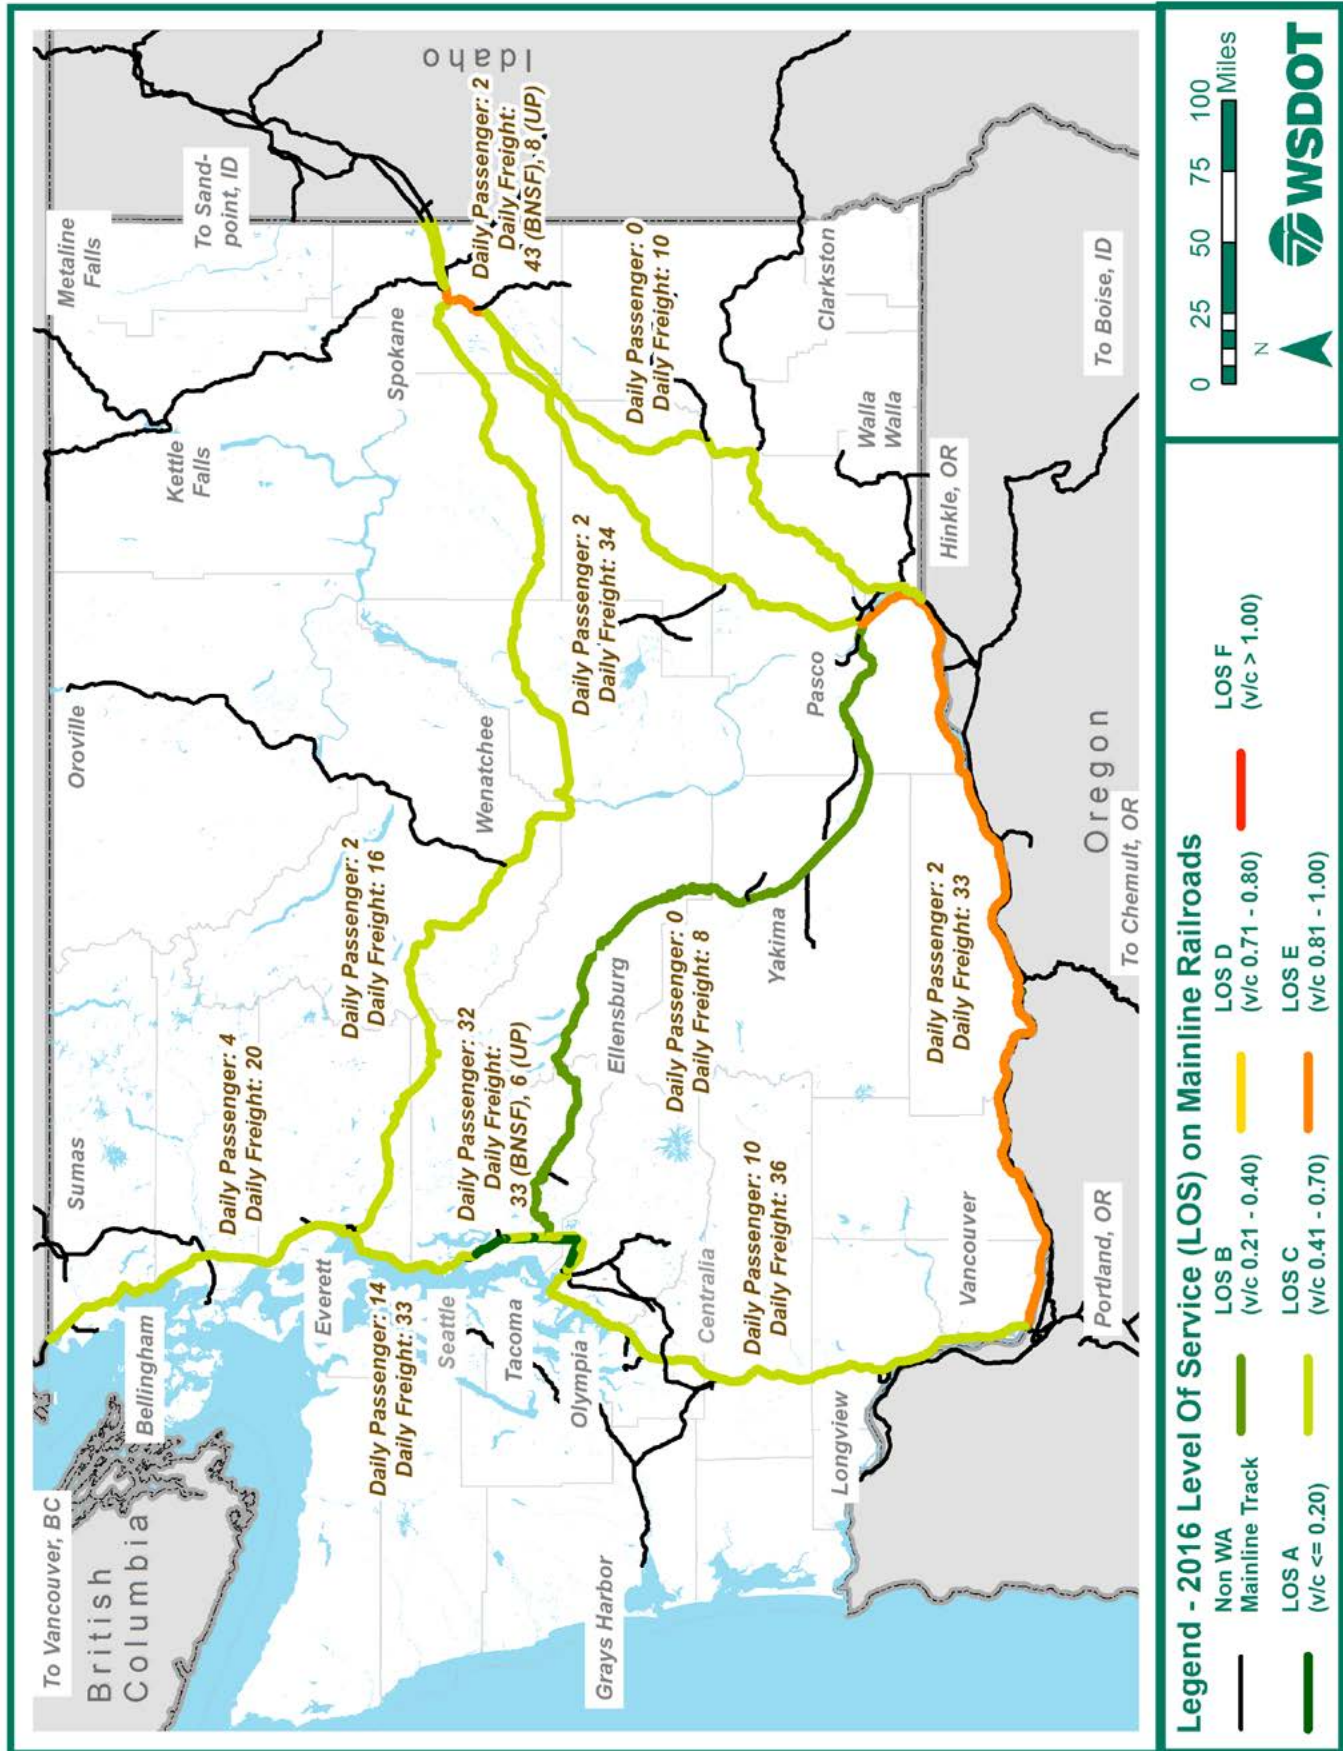 To Vancouver, BC
British
Columbia
Bellingham
Sumas
Oroville
Kettle
Falls
Metaline
Falls
To Sand-
point, ID
Idaho
Daily Passenger: 4
Daily Freight: 20
Everett
Daily Passenger: 14
Daily Freight: 33
Daily Passenger: 2
Daily Freight: 16
Wenatchee
Spokane
Daily Passenger: 2
Daily Freight:
43 (BNSF), 8 (UP)
Seattle
Tacoma
Olympia
Daily Passenger: 32
Daily Freight:
33 (BNSF), 6 (UP)
Daily Passenger: 2
Daily Freight: 34
Daily Passenger: 0
Daily Freight: 10
Grays Harbor
Ellensburg
Daily Passenger: 0
Daily Freight: 8
Centralia
Daily Passenger: 10
Daily Freight: 36
Yakima
Pasco
Clarkston
Walla
Walla
Longview
Vancouver
Daily Passenger: 2
Daily Freight: 33
Hinkle, OR
Portland, OR
Oregon
To Chemult, OR
To Boise, ID
Legend - 2016 Level Of Service (LOS) on Mainline Railroads
Non WA
Mainline Track
LOS B
(v/c 0.21 - 0.40)
LOS D
(v/c 0.71 - 0.80)
LOS F
(v/c > 1.00)
LOS A
(v/c <= 0.20)
LOS C
(v/c 0.41 - 0.70)
LOS E
(v/c 0.81 - 1.00)
0 25 50 75 100
Miles
N
WSDOT